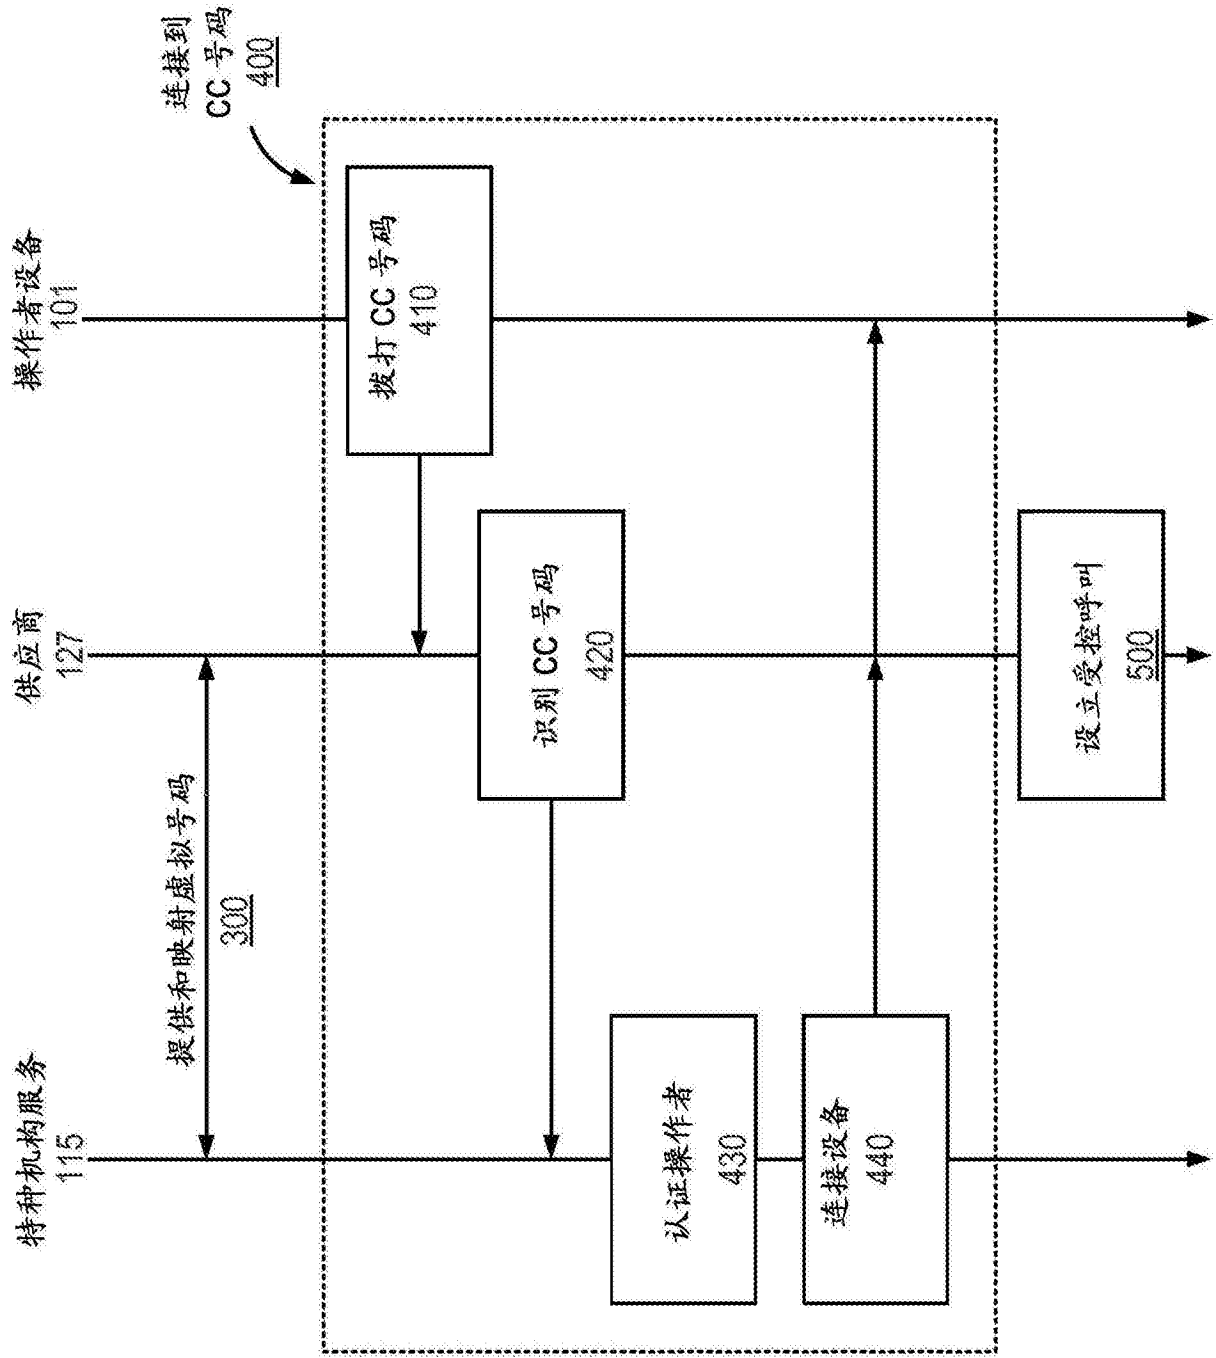 连接到
CC 号码
400
操作者设备
101
供应商
127
特种机构服务
115
提供和映射虚拟号码
300
拨打 CC 号码
410
识别 CC 号码
420
认证操作者
430
连接设备
440
设立受控呼叫
500